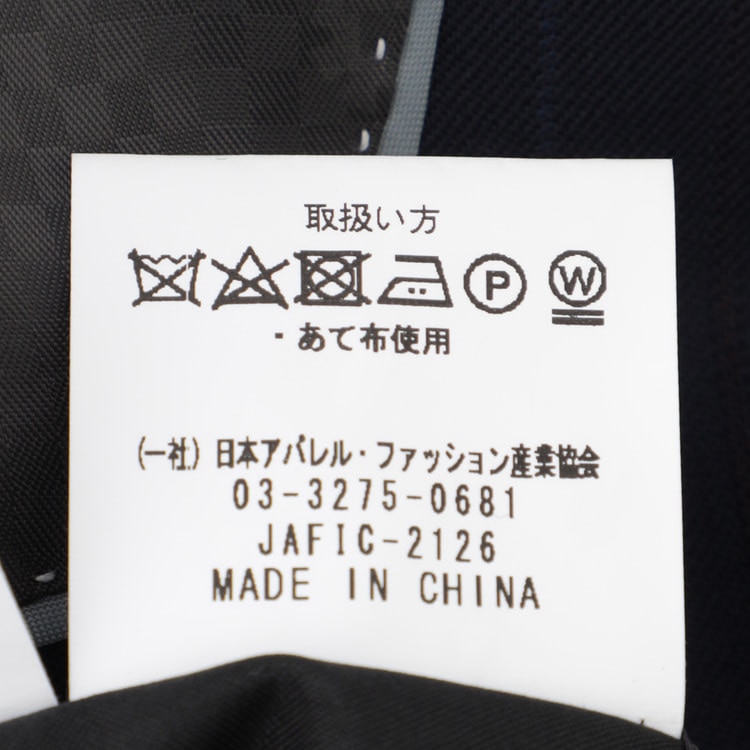 取扱い方
P W
・あて布使用
(一社)日本アパレル・ファッション産業協会
03-3275-0681
JAFIC-2126
MADE IN CHINA